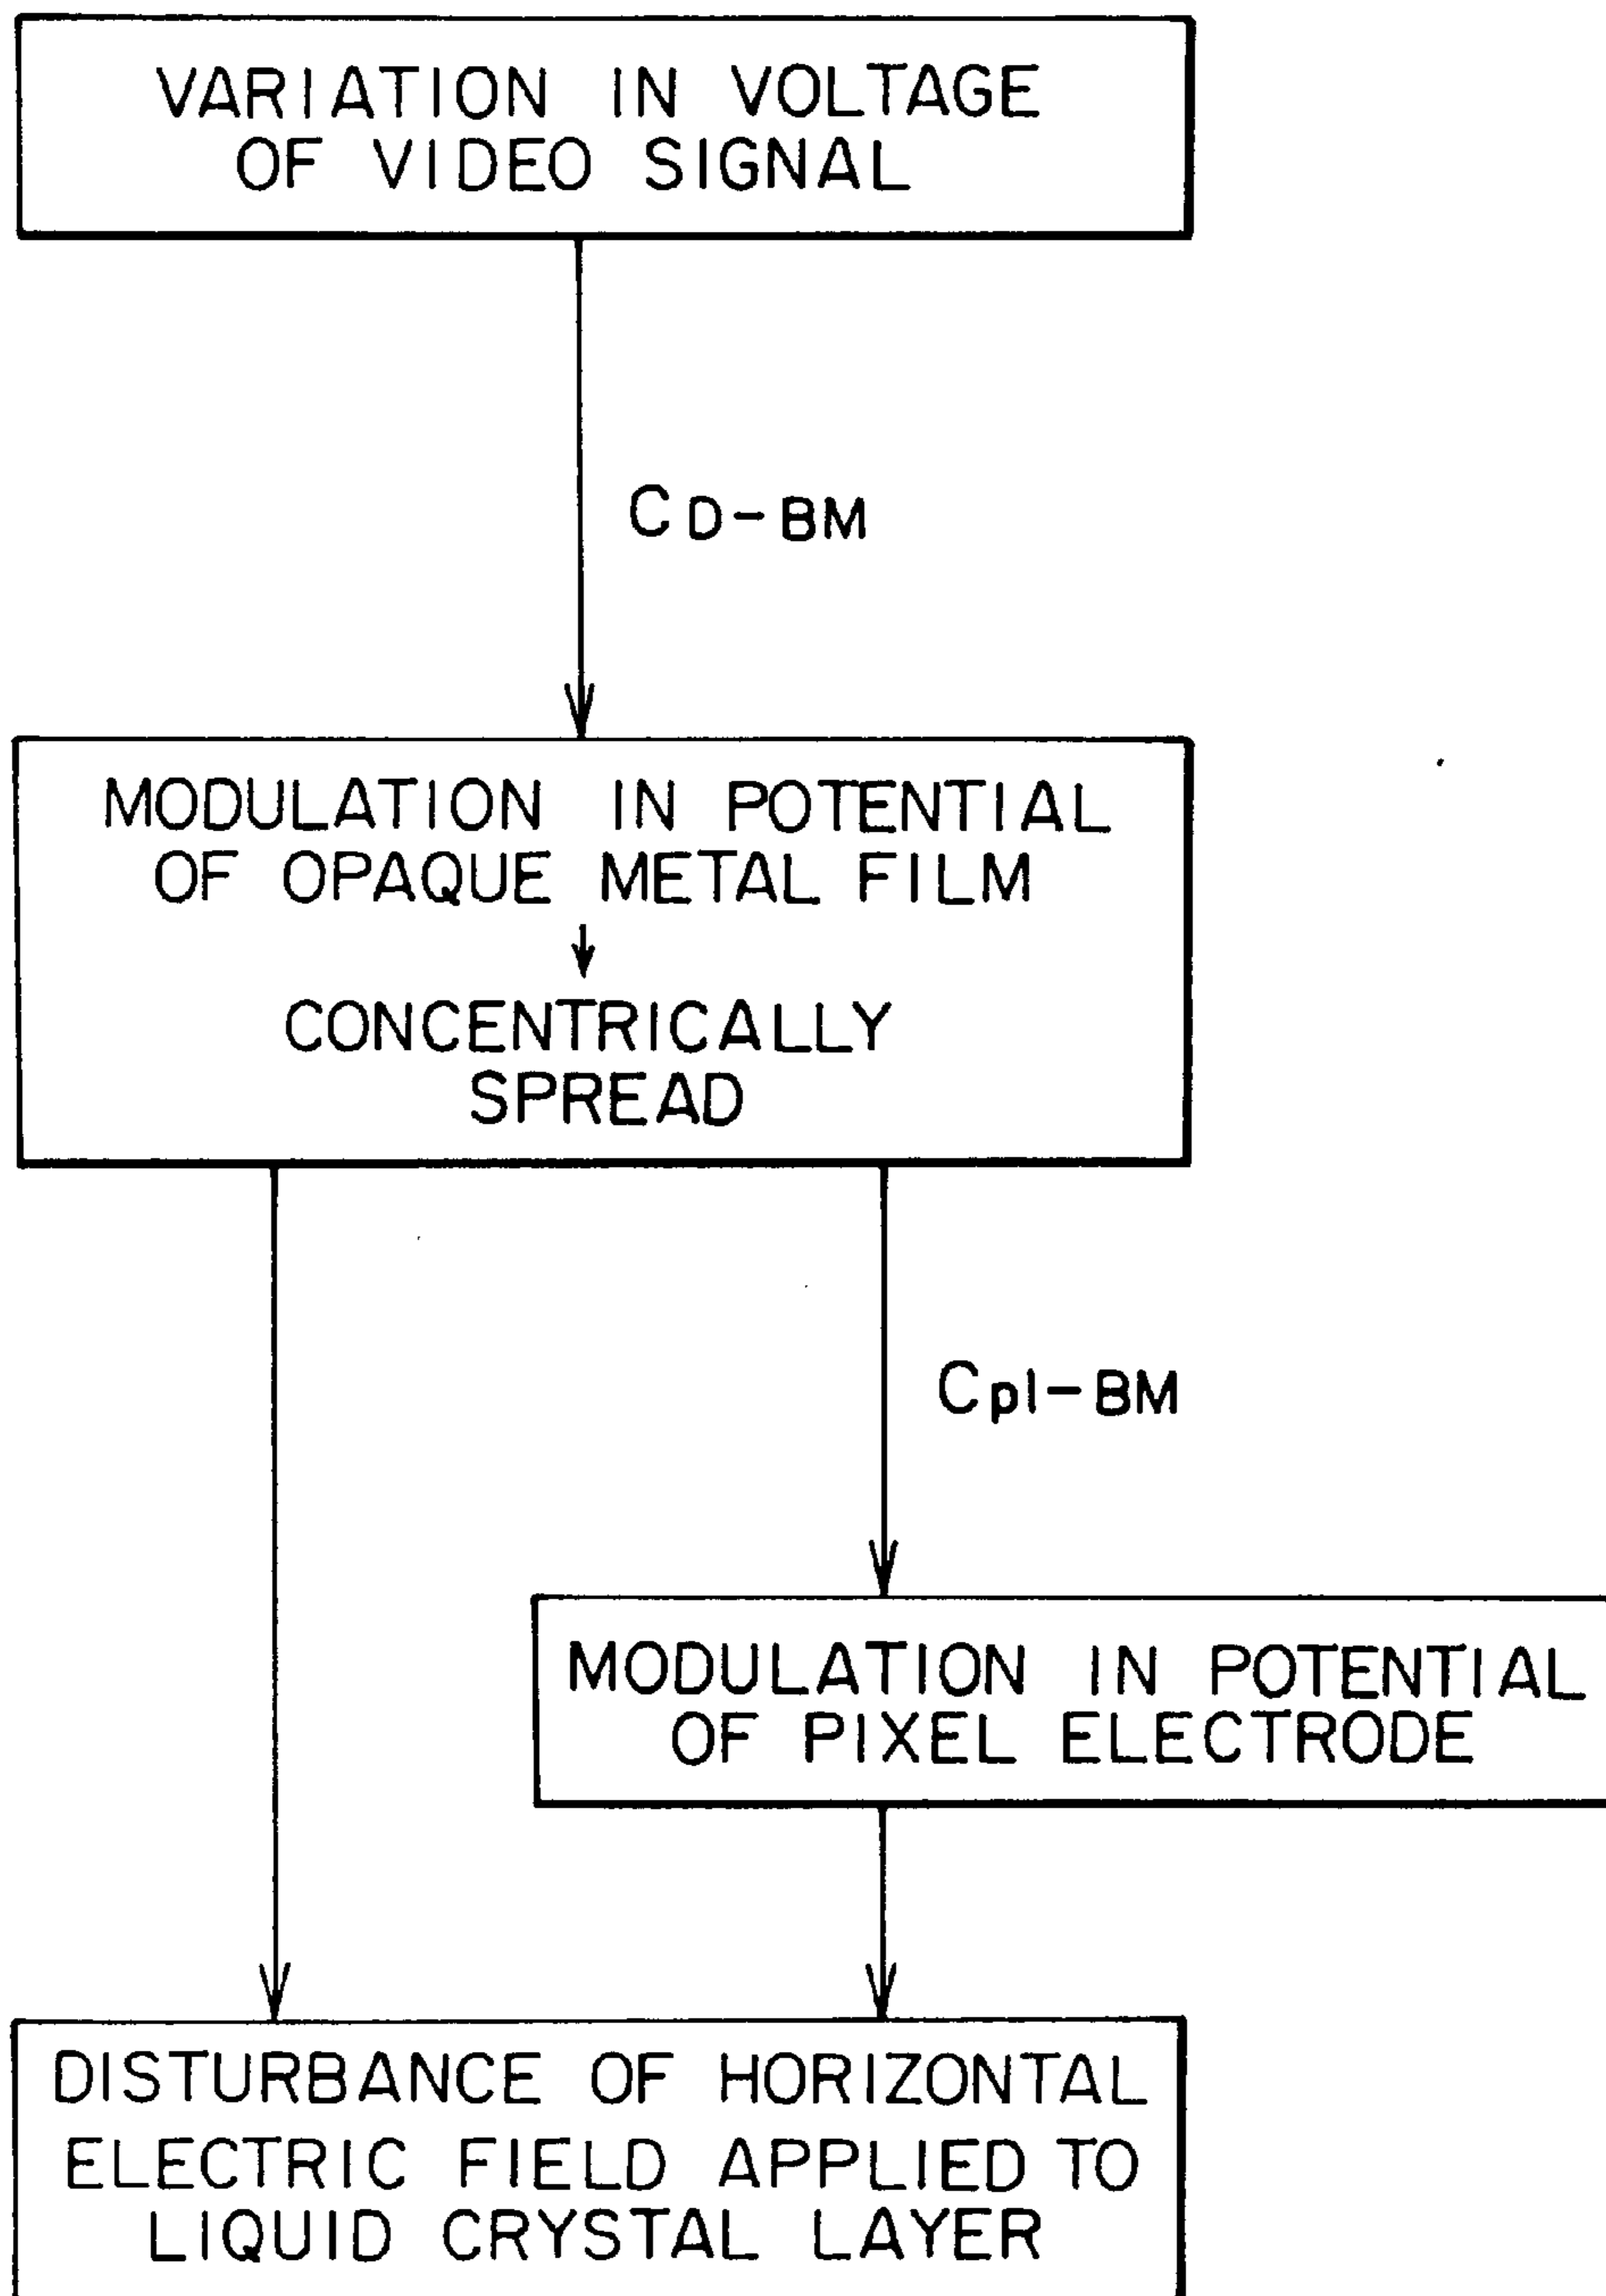 VARIATION IN VOLTAGE
OF VIDEO SIGNAL
CD-BM
MODULATION IN POTENTIAL
OF OPAQUE METAL FILM
CONCENTRICALLY
SPREAD
Cpl-BM
MODULATION IN POTENTIAL
OF PIXEL ELECTRODE
DISTURBANCE OF HORIZONTAL
ELECTRIC FIELD APPLIED TO
LIQUID CRYSTAL LAYER